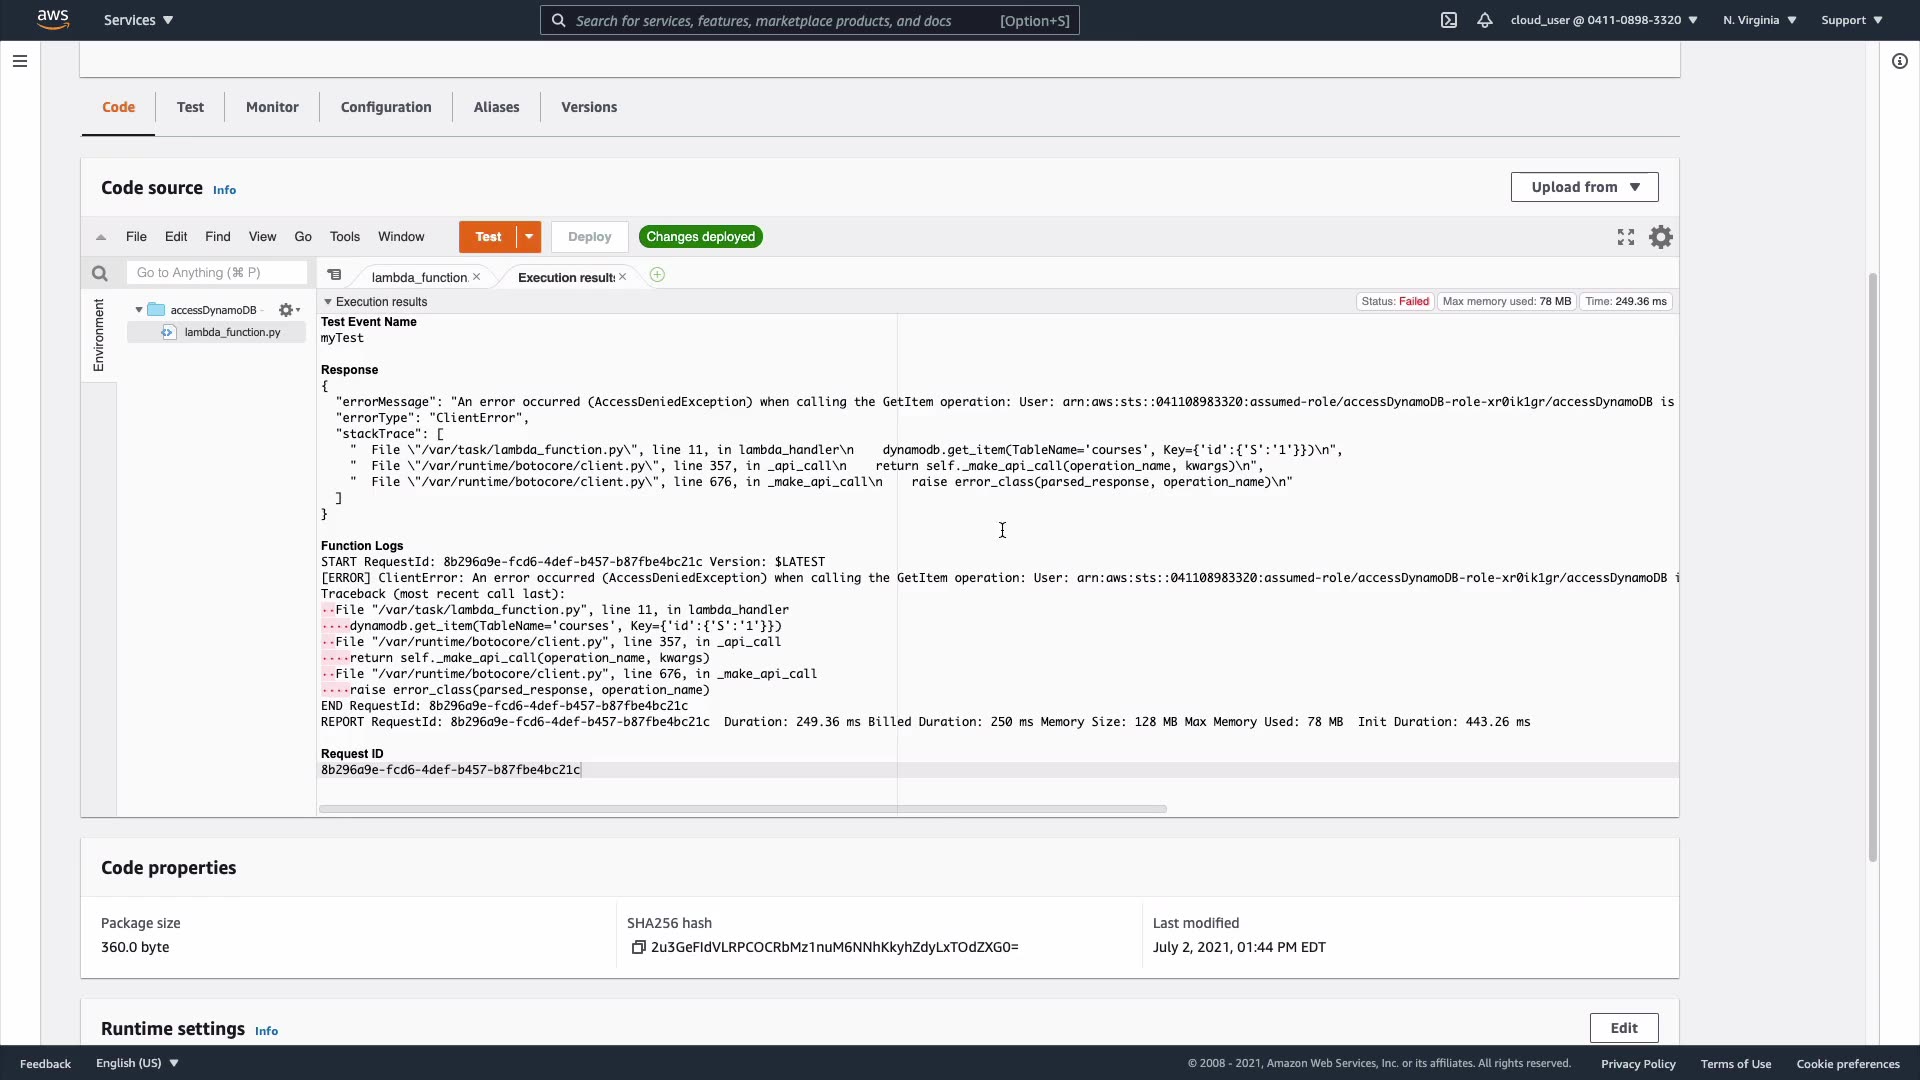 aws
Services ▼
Search for services, features, marketplace products, and docs [Option+S]
cloud_user @ 0411-0898-3320 ▼
N. Virginia ▼
Support ▼
Code
Test
Monitor
Configuration
Aliases
Versions
Code source Info
Upload from ▼
File Edit Find View Go Tools Window
Test
Deploy
Changes deployed
Go to Anything (⌘ P)
lambda_function. ×
Execution result: ×
Environment
accessDynamoDB -
lambda_function.py
Execution results
Status: Failed
Max memory used: 78 MB
Time: 249.36 ms
Test Event Name
myTest
Response
{
  "errorMessage": "An error occurred (AccessDeniedException) when calling the GetItem operation: User: arn:aws:sts::041108983320:assumed-role/accessDynamoDB-role-xr0ik1gr/accessDynamoDB is
  "errorType": "ClientError",
  "stackTrace": [
    "  File \"/var/task/lambda_function.py\", line 11, in lambda_handler\n    dynamodb.get_item(TableName='courses', Key={'id':{'S':'1'}})\n",
    "  File \"/var/runtime/botocore/client.py\", line 357, in _api_call\n    return self._make_api_call(operation_name, kwargs)\n",
    "  File \"/var/runtime/botocore/client.py\", line 676, in _make_api_call\n    raise error_class(parsed_response, operation_name)\n"
  ]
}
Function Logs
START RequestId: 8b296a9e-fcd6-4def-b457-b87fbe4bc21c Version: $LATEST
[ERROR] ClientError: An error occurred (AccessDeniedException) when calling the GetItem operation: User: arn:aws:sts::041108983320:assumed-role/accessDynamoDB-role-xr0ik1gr/accessDynamoDB i
Traceback (most recent call last):
··File "/var/task/lambda_function.py", line 11, in lambda_handler
····dynamodb.get_item(TableName='courses', Key={'id':{'S':'1'}})
··File "/var/runtime/botocore/client.py", line 357, in _api_call
····return self._make_api_call(operation_name, kwargs)
··File "/var/runtime/botocore/client.py", line 676, in _make_api_call
····raise error_class(parsed_response, operation_name)
END RequestId: 8b296a9e-fcd6-4def-b457-b87fbe4bc21c
REPORT RequestId: 8b296a9e-fcd6-4def-b457-b87fbe4bc21c  Duration: 249.36 ms Billed Duration: 250 ms Memory Size: 128 MB Max Memory Used: 78 MB  Init Duration: 443.26 ms
Request ID
8b296a9e-fcd6-4def-b457-b87fbe4bc21c
Code properties
Package size
360.0 byte
SHA256 hash
2u3GeFIdVLRPCOCRbMz1nuM6NNhKkyhZdyLxTOdZXG0=
Last modified
July 2, 2021, 01:44 PM EDT
Runtime settings Info
Edit
Feedback
English (US) ▼
© 2008 - 2021, Amazon Web Services, Inc. or its affiliates. All rights reserved.
Privacy Policy
Terms of Use
Cookie preferences